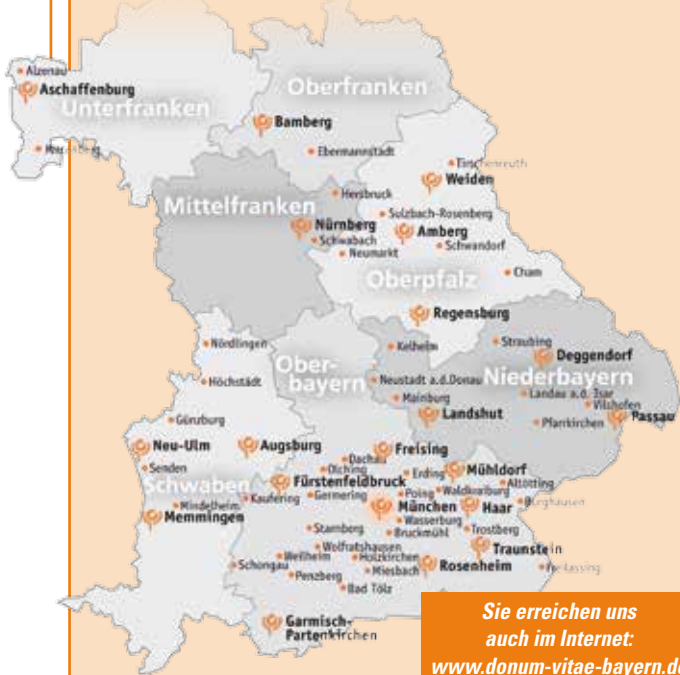 Alzenau
Aschaffenburg
Unterfranken
Oberfranken
Bamberg
Ebermannstadt
Tirschenreuth
Weiden
Hersbruck
Mittelfranken
Sulzbach-Rosenberg
Nürnberg
Amberg
Schwabach
Schwandorf
Neumarkt
Oberpfalz
Cham
Regensburg
Nördlingen
Kelheim
Straubing
Deggendorf
Ober-
bayern
Höchstädt
Neustadt a.d.Donau
Niederbayern
Mainburg
Landau a.d. Isar
Vilshofen
Günzburg
Landshut
Pfarrkirchen
Passau
Neu-Ulm
Augsburg
Freising
Dachau
Mühldorf
Senden
Olching
Erding
Altötting
Schwaben
Fürstenfeldbruck
Kaufering
Germering
Poing
Waldkraiburg
Burghausen
Mindelheim
München
Haar
Memmingen
Wasserburg
Starnberg
Bruckmühl
Trostberg
Wolfratshausen
Traunstein
Weilheim
Holzkirchen
Schongau
Miesbach
Rosenheim
Freilassing
Penzberg
Bad Tölz
Garmisch-
Partenkirchen
Sie erreichen uns
auch im Internet:
www.donum-vitae-bayern.de